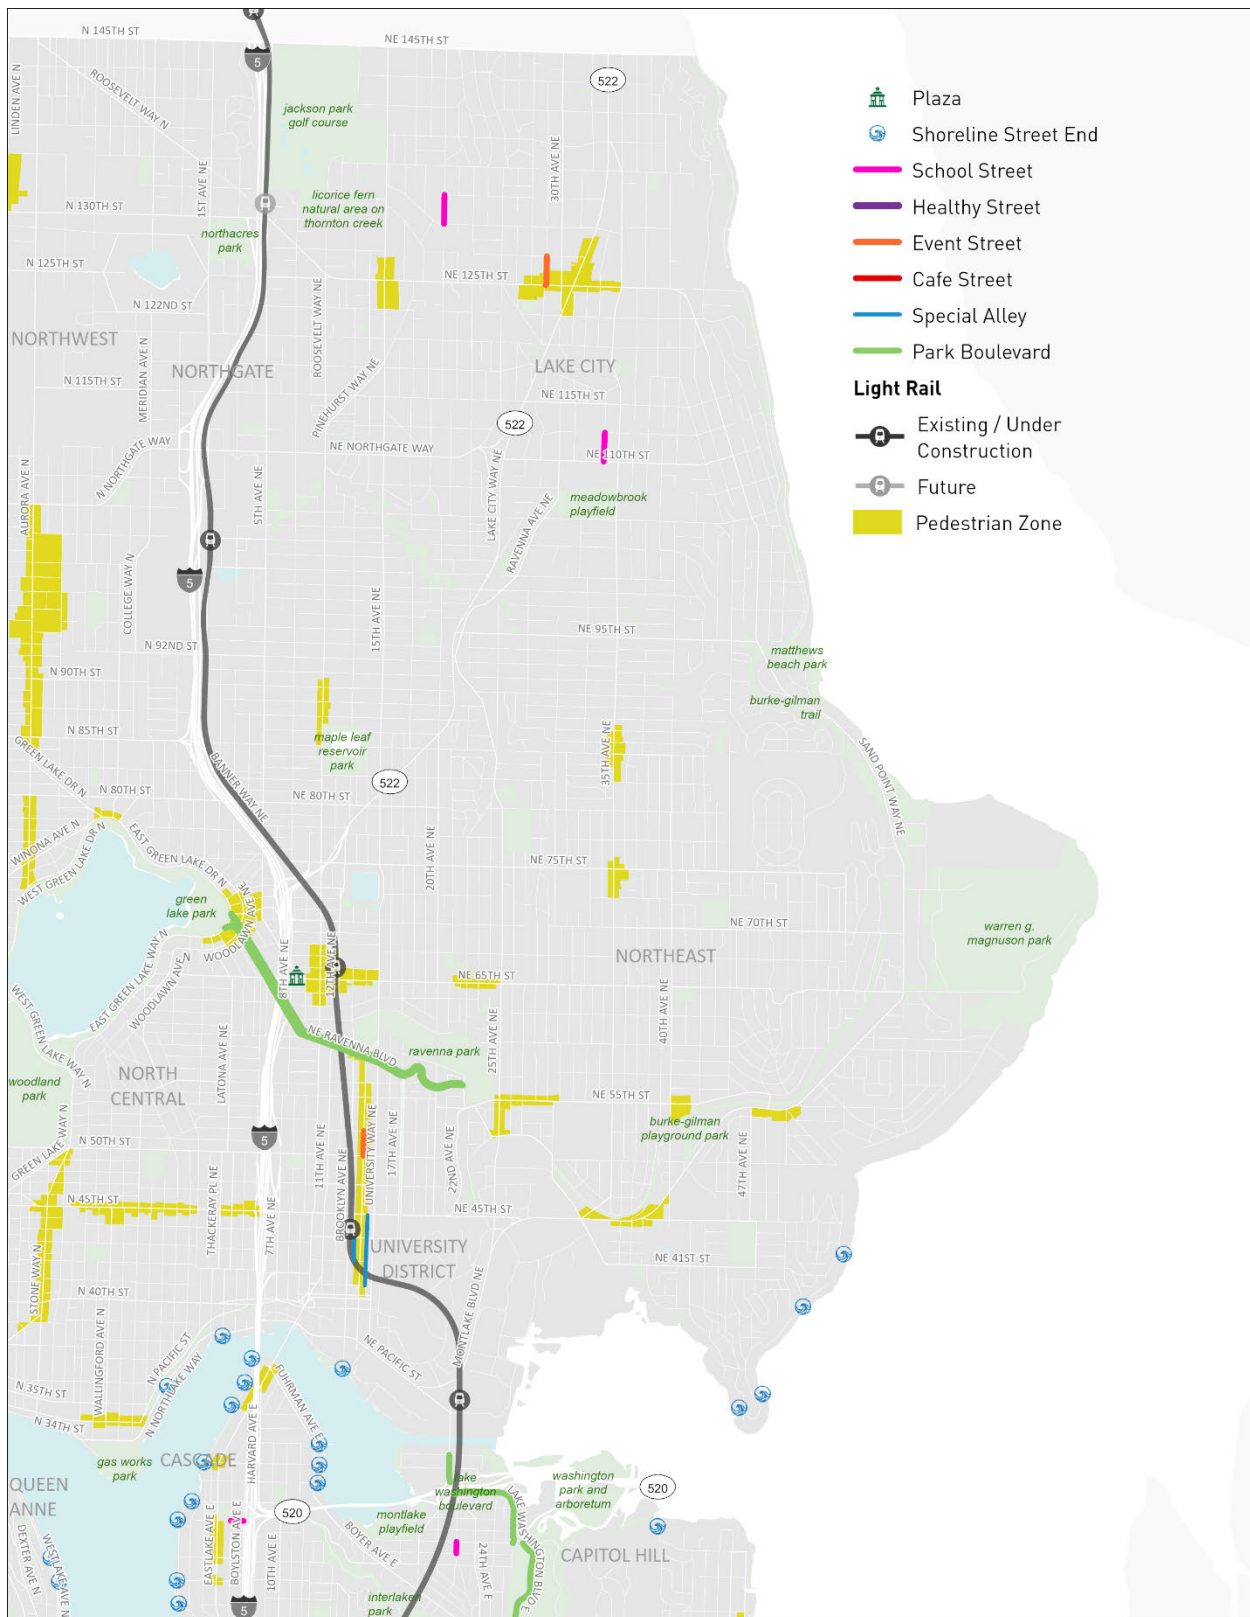 N 145TH ST
NE 145TH ST
5
522
LINDEN AVE N
ROOSEVELT WAY N
jackson park
golf course
30TH AVE NE
1ST AVE NE
N 130TH ST
licorice fern
natural area on
thornton creek
northacres
park
N 125TH ST
NE 125TH ST
N 122ND ST
ROOSEVELT WAY NE
NORTHWEST
MERIDIAN AVE N
NORTHGATE
LAKE CITY
N 115TH ST
PINEHURST WAY NE
NE 115TH ST
522
N NORTHGATE WAY
NE NORTHGATE WAY
NE 110TH ST
LAKE CITY WAY NE
AURORA AVE N
5TH AVE NE
meadowbrook
playfield
RAVENNA AVE NE
5
COLLEGE WAY N
15TH AVE NE
NE 95TH ST
N 92ND ST
matthews
beach park
N 90TH ST
burke-gilman
trail
N 85TH ST
maple leaf
reservoir
park
35TH AVE NE
SAND POINT WAY NE
GREEN LAKE DR N
BANNER WAY NE
522
N 80TH ST
NE 80TH ST
WINONA AVE N
WEST GREEN LAKE DR N
EAST GREEN LAKE DR N
20TH AVE NE
NE 75TH ST
green
lake park
WOODLAWN AVE NE
NE 70TH ST
warren g.
magnuson park
NORTHEAST
8TH AVE NE
12TH AVE NE
NE 65TH ST
EAST GREEN LAKE WAY N
WOODLAWN AVE N
WEST GREEN LAKE WAY N
40TH AVE NE
25TH AVE NE
NE RAVENNA BLVD
ravenna park
NORTH
CENTRAL
LATONA AVE NE
woodland
park
NE 55TH ST
burke-gilman
playground park
5
GREEN LAKE WAY N
N 50TH ST
11TH AVE NE
BROOKLYN AVE NE
UNIVERSITY WAY NE
17TH AVE NE
22ND AVE NE
47TH AVE NE
N 45TH ST
NE 45TH ST
THACKERAY PL NE
7TH AVE NE
UNIVERSITY
DISTRICT
NE 41ST ST
STONE WAY N
N 40TH ST
MONTLAKE BLVD NE
WALLINGFORD AVE N
N PACIFIC ST
NE PACIFIC ST
N NORTHLAKE WAY
N 35TH ST
FUHRMAN AVE E
N 34TH ST
HARVARD AVE E
gas works
park
CASCADE
QUEEN
ANNE
lake
washington
boulevard
washington
park and
arboretum
520
520
montlake
playfield
LAKE WASHINGTON BLVD E
DEXTER AVE N
WESTLAKE AVE N
EASTLAKE AVE E
BOYLSTON AVE E
10TH AVE E
BOYER AVE E
24TH AVE E
CAPITOL HILL
interlaken
park
5
Plaza
Shoreline Street End
School Street
Healthy Street
Event Street
Cafe Street
Special Alley
Park Boulevard
Light Rail
Existing / Under
Construction
Future
Pedestrian Zone